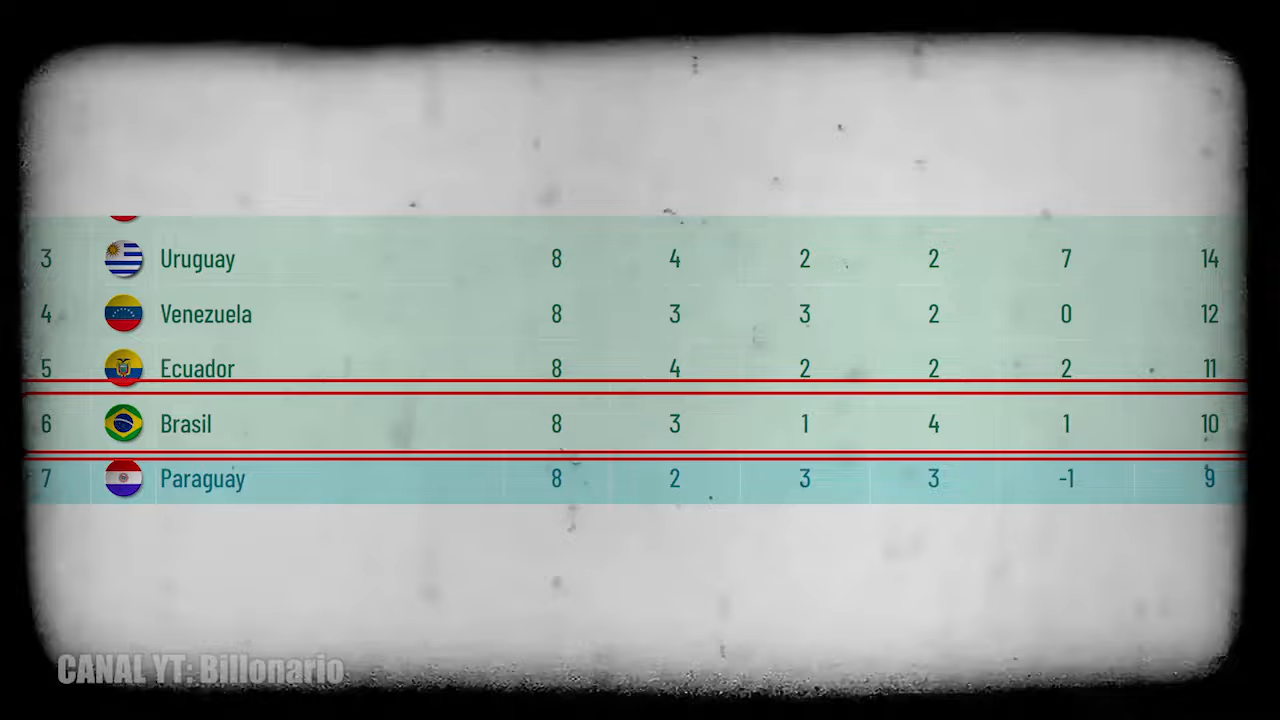 3 Uruguay 8 4 2 2 7 14
4 Venezuela 8 3 3 2 0 12
5 Ecuador 8 4 2 2 2 11
6 Brasil 8 3 1 4 1 10
7 Paraguay 8 2 3 3 -1 9
CANAL YT: Billonario